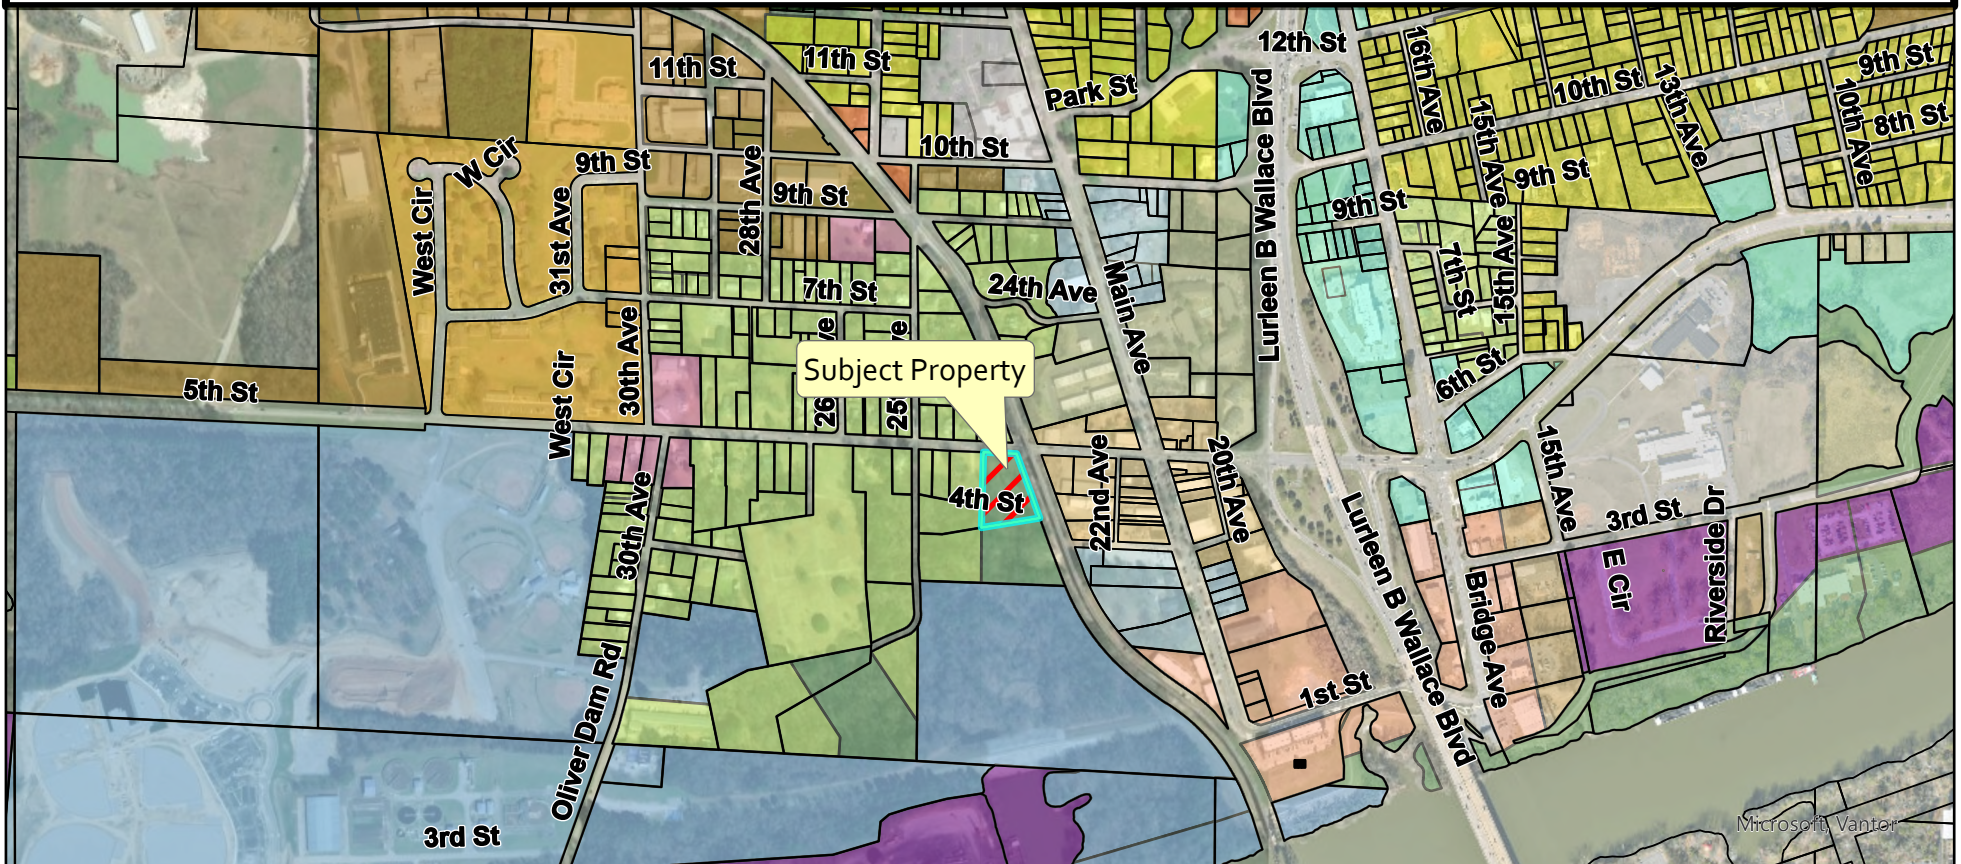 12th St
11th St
11th St
16th Ave
9th St
Park St
10th St
13th Ave
10th Ave
8th St
15th Ave
10th St
W Cir
9th St
9th St
28th Ave
9th St
9th St
Lurleen B Wallace Blvd
West Cir
31st Ave
7th St
24th Ave
Main Ave
7th St
15th Ave
30th Ave
Subject Property
6th St
5th St
West Cir
22nd Ave
20th Ave
15th Ave
4th St
30th Ave
3rd St
Riverside Dr
E Cir
Lurleen B Wallace Blvd
Bridge Ave
1st St
Oliver Dam Rd
3rd St
Microsoft, Vantor